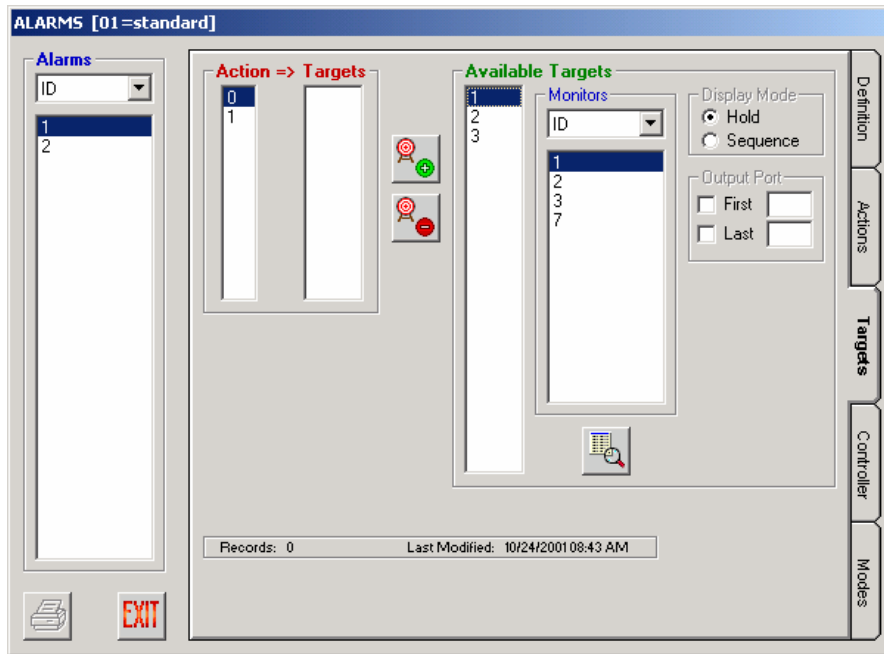 ALARMS [01=standard]
Alarms
ID
1
2
Action => Targets
0
1
Available Targets
1
2
3
Monitors
ID
1
2
3
7
Display Mode
Hold
Sequence
Output Port
First
Last
Records: 0 Last Modified: 10/24/2001 08:43 AM
EXIT
Definition
Actions
Targets
Controller
Modes